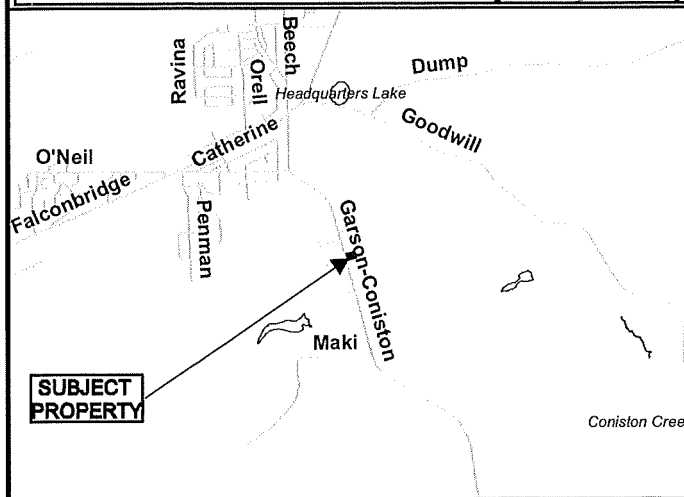 Ravina
Orell
Beech
Headquarters Lake
Dump
Goodwill
O'Neil
Catherine
Falconbridge
Penman
Garson-Coniston
Maki
SUBJECT
PROPERTY
Coniston Cree